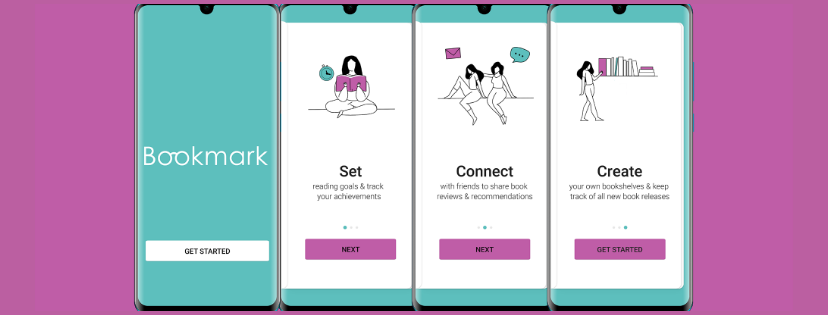 Bookmark
GET STARTED
Set
reading goals & track
your achievements
NEXT
Connect
with friends to share book
reviews & recommendations
NEXT
Create
your own bookshelves & keep
track of all new book releases
GET STARTED